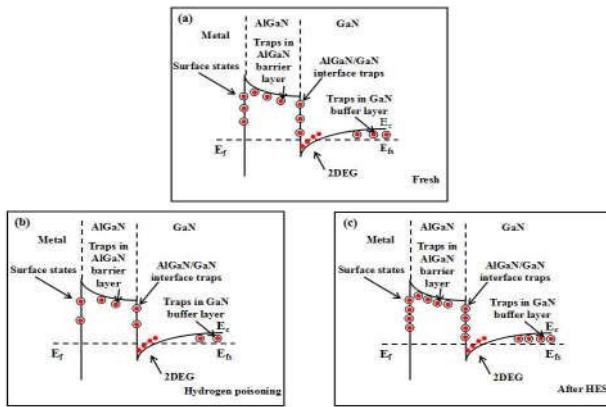 (a)
AlGaN
GaN
Metal
Traps in
AlGaN
barrier
layer
Surface states
AlGaN/GaN
interface traps
Traps in GaN
buffer layer
Ec
Ef
Efs
2DEG
Fresh
(b)
AlGaN
GaN
Metal
Traps in
AlGaN
barrier
layer
Surface states
AlGaN/GaN
interface traps
Traps in GaN
buffer layer
Ec
Ef
Efs
2DEG
Hydrogen poisoning
(c)
AlGaN
GaN
Metal
Traps in
AlGaN
barrier
layer
Surface states
AlGaN/GaN
interface traps
Traps in GaN
buffer layer
Ec
Ef
Efs
2DEG
After HES